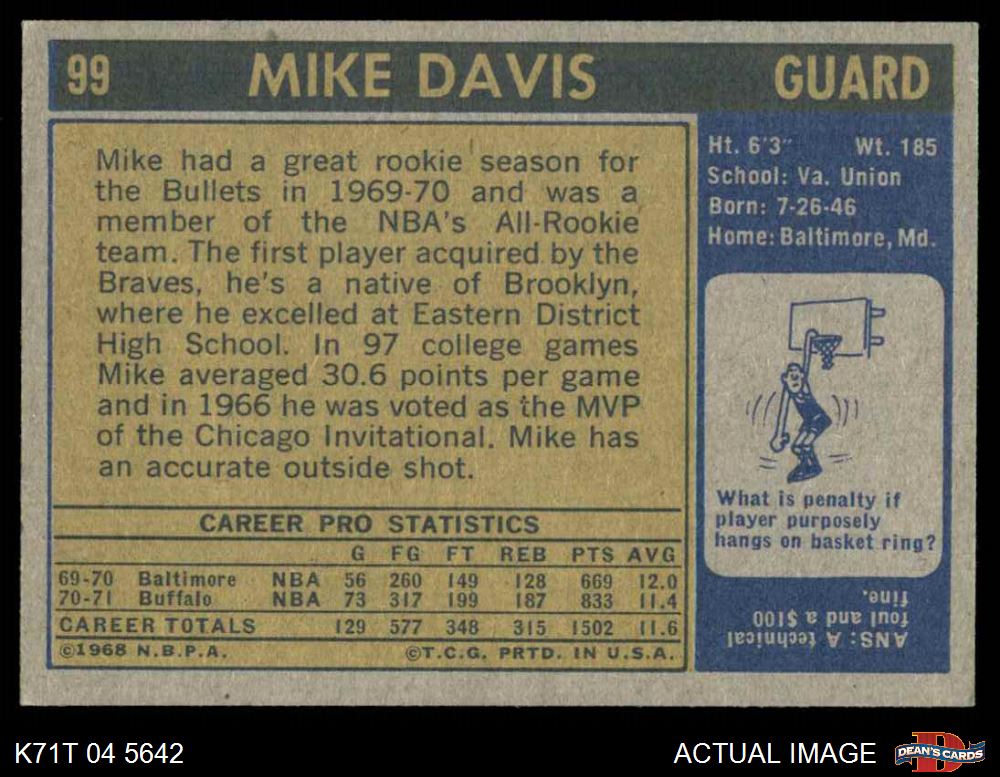 99 MIKE DAVIS GUARD
Mike had a great rookie season for
the Bullets in 1969-70 and was a
member of the NBA's All-Rookie
team. The first player acquired by the
Braves, he's a native of Brooklyn,
where he excelled at Eastern District
High School. In 97 college games
Mike averaged 30.6 points per game
and in 1966 he was voted as the MVP
of the Chicago Invitational. Mike has
an accurate outside shot.
CAREER PRO STATISTICS
G FG FT REB PTS AVG
69-70 Baltimore NBA 56 260 149 128 669 12.0
70-71 Buffalo NBA 73 317 199 187 833 11.4
CAREER TOTALS 129 577 348 315 1502 11.6
©1968 N.B.P.A. ©T.C.G. PRTD. IN U.S.A.
Ht. 6'3" Wt. 185
School: Va. Union
Born: 7-26-46
Home: Baltimore, Md.
What is penalty if
player purposely
hangs on basket ring?
ANS: A technical
foul and a $100
fine.
K71T 04 5642 ACTUAL IMAGE DEAN'S CARDS